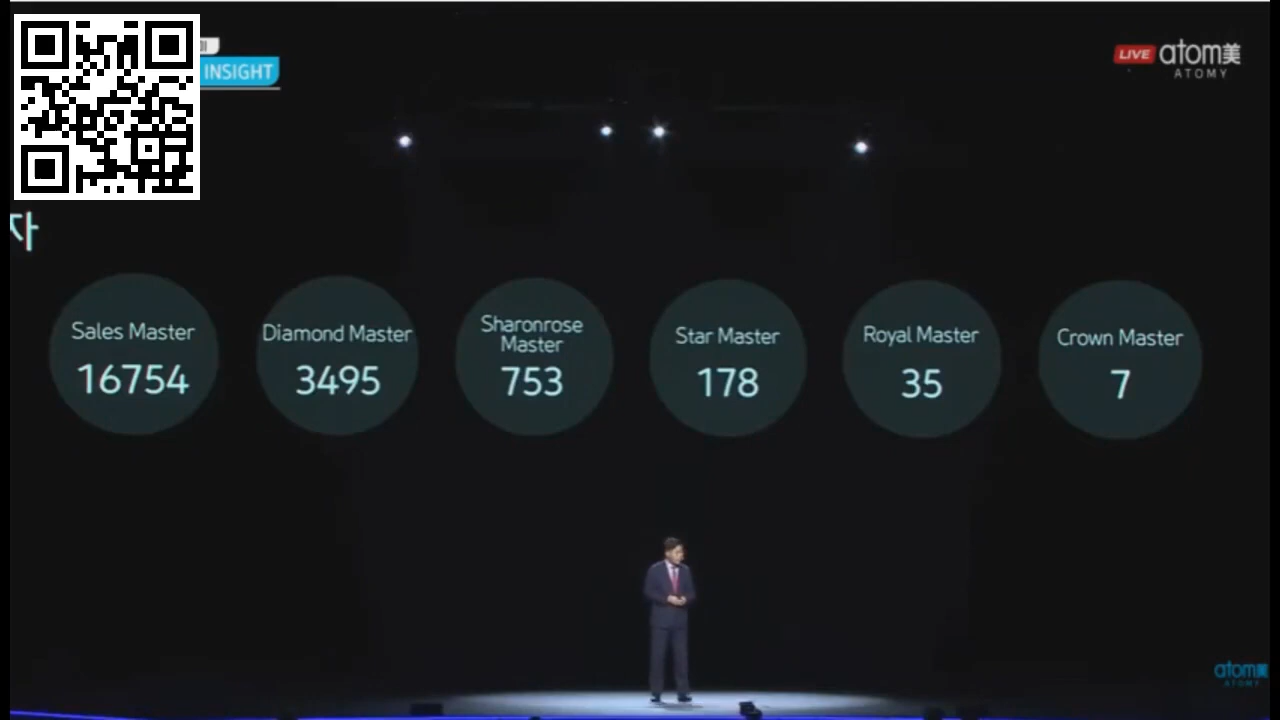 INSIGHT
LIVE atom美
ATOMY
자
Sales Master
16754
Diamond Master
3495
Sharonrose
Master
753
Star Master
178
Royal Master
35
Crown Master
7
atom美
ATOMY